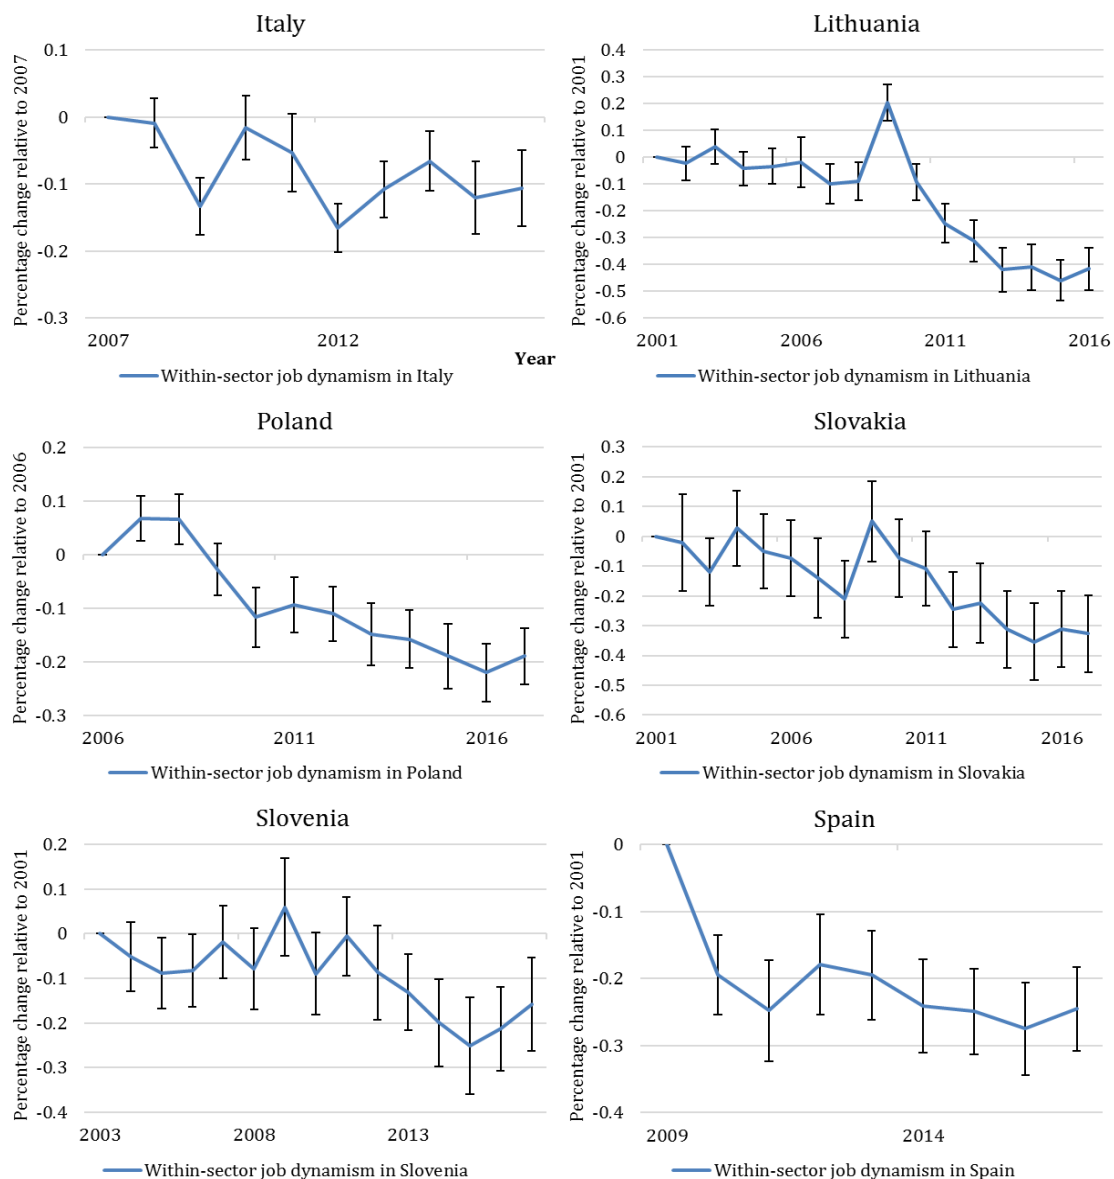 Italy
Percentage change relative to 2007
0.1
0
-0.1
-0.2
-0.3
2007 2012
Year
Within-sector job dynamism in Italy
Lithuania
Percentage change relative to 2001
0.4
0.3
0.2
0.1
0
-0.1
-0.2
-0.3
-0.4
-0.5
-0.6
2001 2006 2011 2016
Within-sector job dynamism in Lithuania
Poland
Percentage change relative to 2006
0.2
0.1
0
-0.1
-0.2
-0.3
2006 2011 2016
Within-sector job dynamism in Poland
Slovakia
Percentage change relative to 2001
0.3
0.2
0.1
0
-0.1
-0.2
-0.3
-0.4
-0.5
-0.6
2001 2006 2011 2016
Within-sector job dynamism in Slovakia
Slovenia
Percentage change relative to 2001
0.2
0.1
0
-0.1
-0.2
-0.3
-0.4
2003 2008 2013
Within-sector job dynamism in Slovenia
Spain
Percentage change relative to 2001
0
-0.1
-0.2
-0.3
-0.4
2009 2014
Within-sector job dynamism in Spain